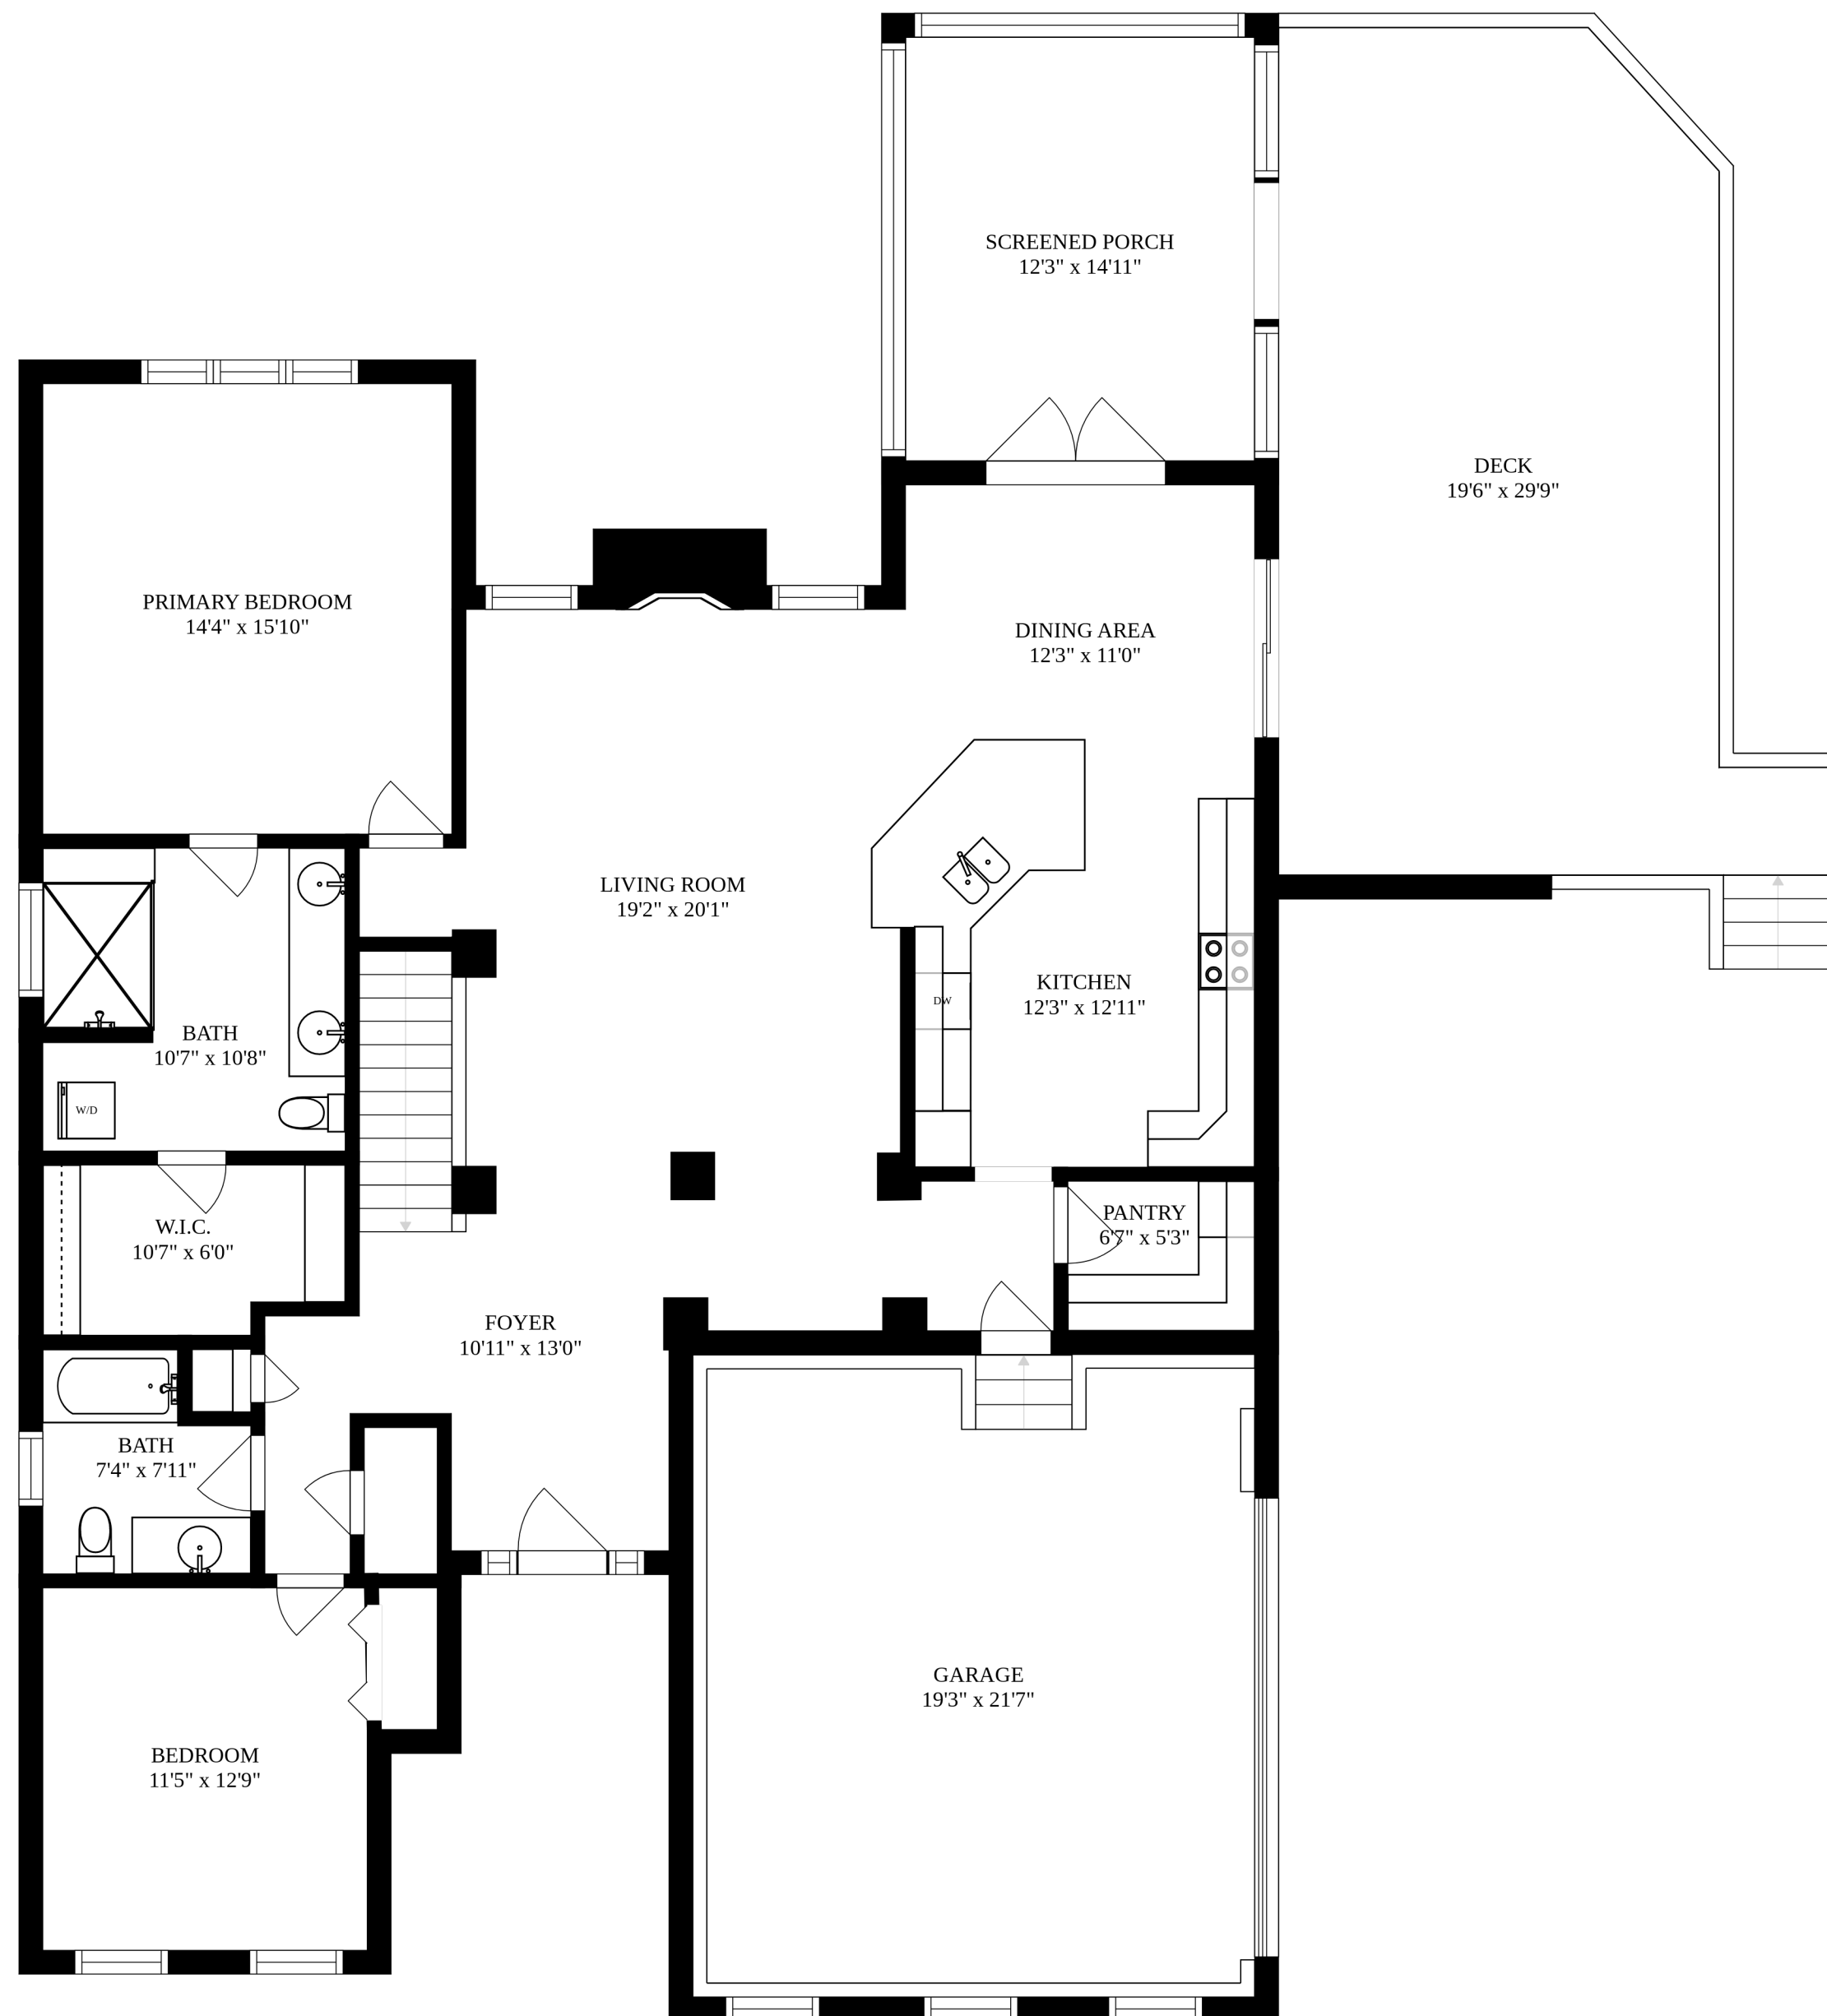 SCREENED PORCH
12'3" x 14'11"
DECK
19'6" x 29'9"
PRIMARY BEDROOM
14'4" x 15'10"
DINING AREA
12'3" x 11'0"
LIVING ROOM
19'2" x 20'1"
KITCHEN
12'3" x 12'11"
DW
BATH
10'7" x 10'8"
W/D
W.I.C.
10'7" x 6'0"
PANTRY
6'7" x 5'3"
FOYER
10'11" x 13'0"
BATH
7'4" x 7'11"
GARAGE
19'3" x 21'7"
BEDROOM
11'5" x 12'9"